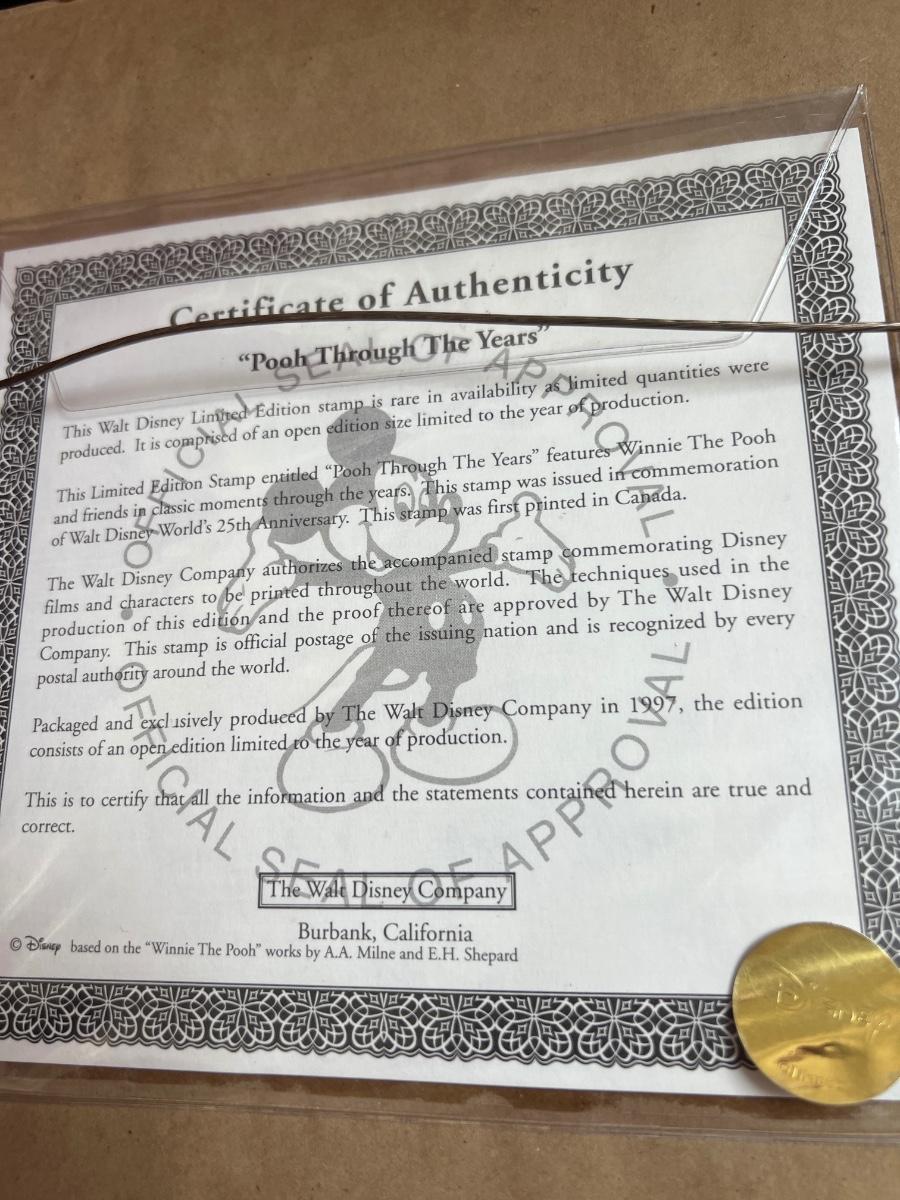 Certificate of Authenticity
“Pooh Through The Years”
This Walt Disney Limited Edition stamp is rare in availability as limited quantities were
produced. It is comprised of an open edition size limited to the year of production.
This Limited Edition Stamp entitled “Pooh Through The Years” features Winnie The Pooh
and friends in classic moments through the years. This stamp was issued in commemoration
of Walt Disney World’s 25th Anniversary. This stamp was first printed in Canada.
The Walt Disney Company authorizes the accompanied stamp commemorating Disney
films and characters to be printed throughout the world. The techniques used in the
production of this edition and the proof thereof are approved by The Walt Disney
Company. This stamp is official postage of the issuing nation and is recognized by every
postal authority around the world.
Packaged and exclusively produced by The Walt Disney Company in 1997, the edition
consists of an open edition limited to the year of production.
This is to certify that all the information and the statements contained herein are true and
correct.
The Walt Disney Company
Burbank, California
© Disney based on the “Winnie The Pooh” works by A.A. Milne and E.H. Shepard
• OFFICIAL SEAL OF APPROVAL •
OFFICIAL SEAL OF APPROVAL
Disney